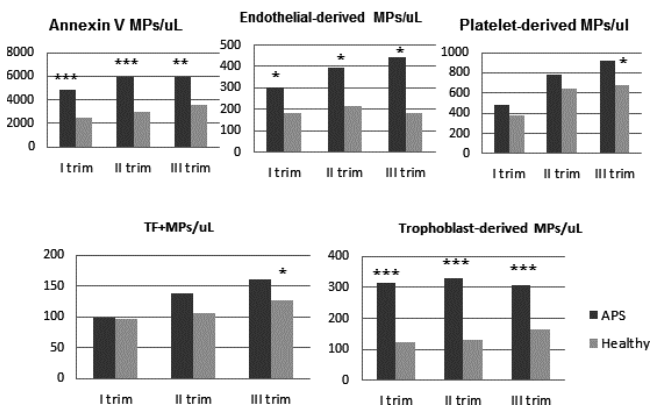 Annexin V MPs/uL
8000
6000
4000
2000
0
***
***
**
I trim
II trim
III trim
Endothelial-derived MPs/uL
500
400
300
200
100
0
*
*
*
I trim
II trim
III trim
Platelet-derived MPs/ul
1000
800
600
400
200
0
*
I trim
II trim
III trim
TF+MPs/uL
200
150
100
50
0
*
I trim
II trim
III trim
Trophoblast-derived MPs/uL
400
300
200
100
0
***
***
***
I trim
II trim
III trim
APS
Healthy